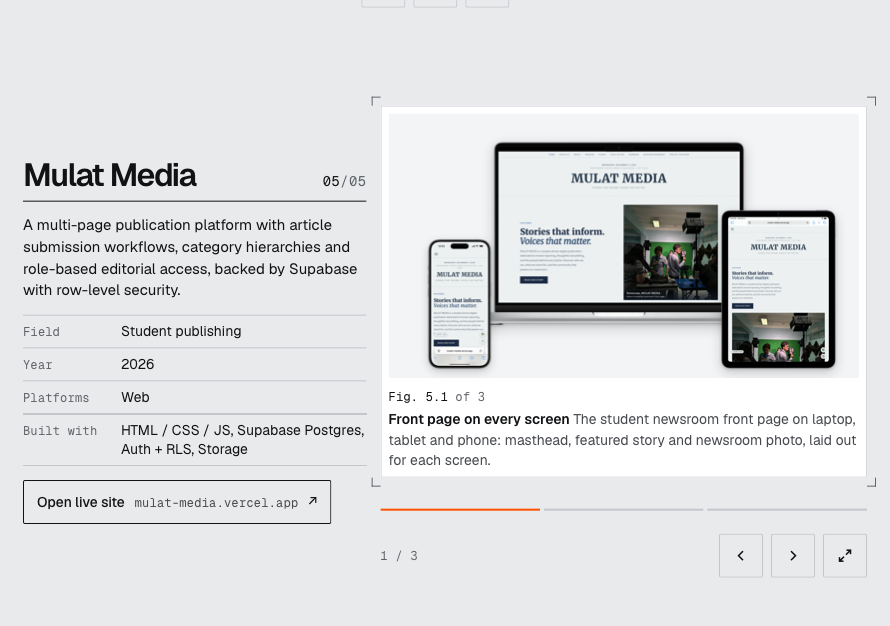 Mulat Media
05/05
A multi-page publication platform with article
submission workflows, category hierarchies and
role-based editorial access, backed by Supabase
with row-level security.
Field Student publishing
Year 2026
Platforms Web
Built with HTML / CSS / JS, Supabase Postgres,
Auth + RLS, Storage
Open live site mulat-media.vercel.app ↗
MULAT MEDIA
Stories that inform.
Voices that matter.
MULAT MEDIA
Stories that inform.
Voices that matter.
MULAT MEDIA
Stories that inform.
Voices that matter.
Fig. 5.1 of 3
Front page on every screen The student newsroom front page on laptop,
tablet and phone: masthead, featured story and newsroom photo, laid out
for each screen.
1 / 3